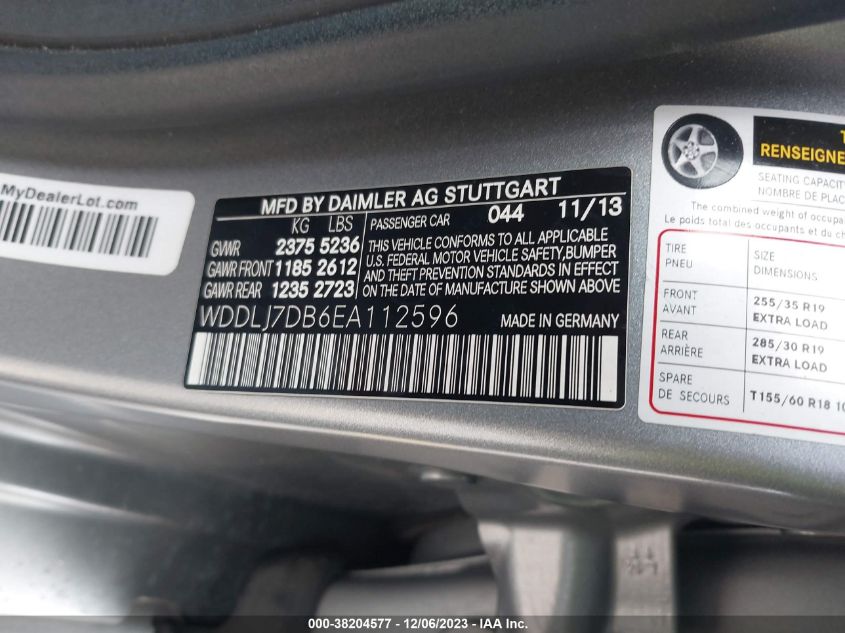 MyDealerLot.com
MFD BY DAIMLER AG STUTTGART
KG LBS
GVWR 2375 5236
GAWR FRONT 1185 2612
GAWR REAR 1235 2723
PASSENGER CAR 044 11/13
THIS VEHICLE CONFORMS TO ALL APPLICABLE
U.S. FEDERAL MOTOR VEHICLE SAFETY,BUMPER
AND THEFT PREVENTION STANDARDS IN EFFECT
ON THE DATE OF MANUFACTURE SHOWN ABOVE
WDDLJ7DB6EA112596 MADE IN GERMANY
SEATING CAPACITY
NOMBRE DE PLAC
The combined weight of occupa
Le poids total des occupants et du ch
TIRE
PNEU
SIZE
DIMENSIONS
FRONT
AVANT
255/35 R19
EXTRA LOAD
REAR
ARRIÈRE
285/30 R19
EXTRA LOAD
SPARE
DE SECOURS
T155/60 R18 10
000-38204577 - 12/06/2023 - IAA Inc.